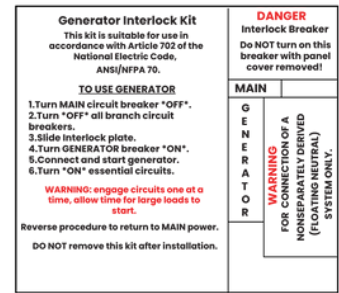 Generator Interlock Kit
This kit is suitable for use in
accordance with Article 702 of the
National Electric Code,
ANSI/NFPA 70.
TO USE GENERATOR
1.Turn MAIN circuit breaker *OFF*.
2.Turn *OFF* all branch circuit
breakers.
3.Slide Interlock plate.
4.Turn GENERATOR breaker *ON*.
5.Connect and start generator.
6.Turn *ON* essential circuits.
WARNING: engage circuits one at a
time, allow time for large loads to
start.
Reverse procedure to return to MAIN power.
DO NOT remove this kit after installation.
DANGER
Interlock Breaker
Do NOT turn on this
breaker with panel
cover removed!
MAIN
GENERATOR
WARNING
FOR CONNECTION OF A
NONSEPARATELY DERIVED
(FLOATING NEUTRAL)
SYSTEM ONLY.